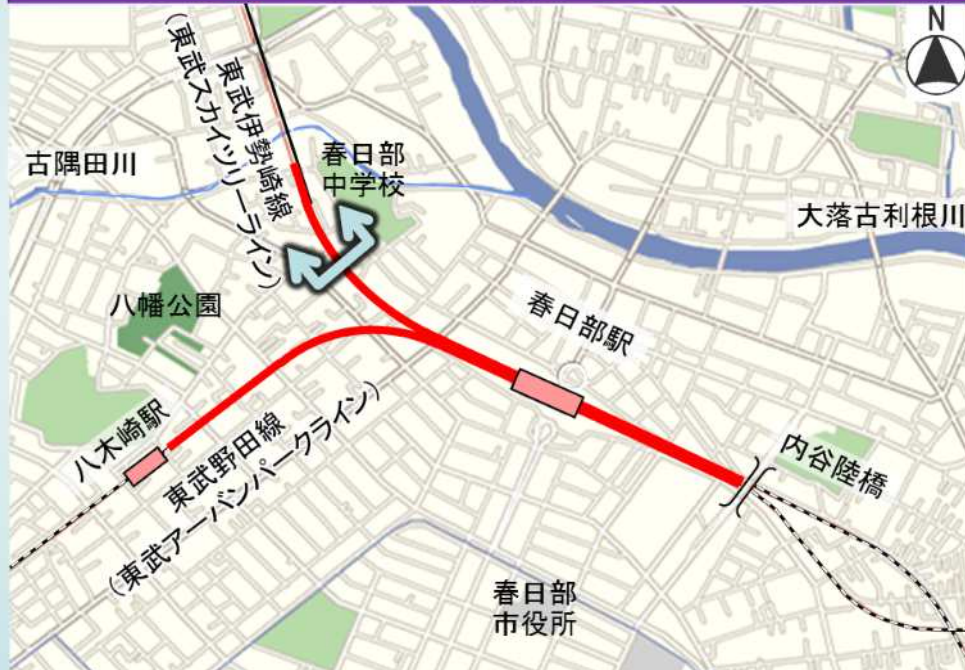 N
東武伊勢崎線
(東武スカイツリーライン)
古隅田川
春日部
中学校
大落古利根川
八幡公園
春日部駅
八木崎駅
東武野田線
(東武アーバンパークライン)
内谷陸橋
春日部
市役所